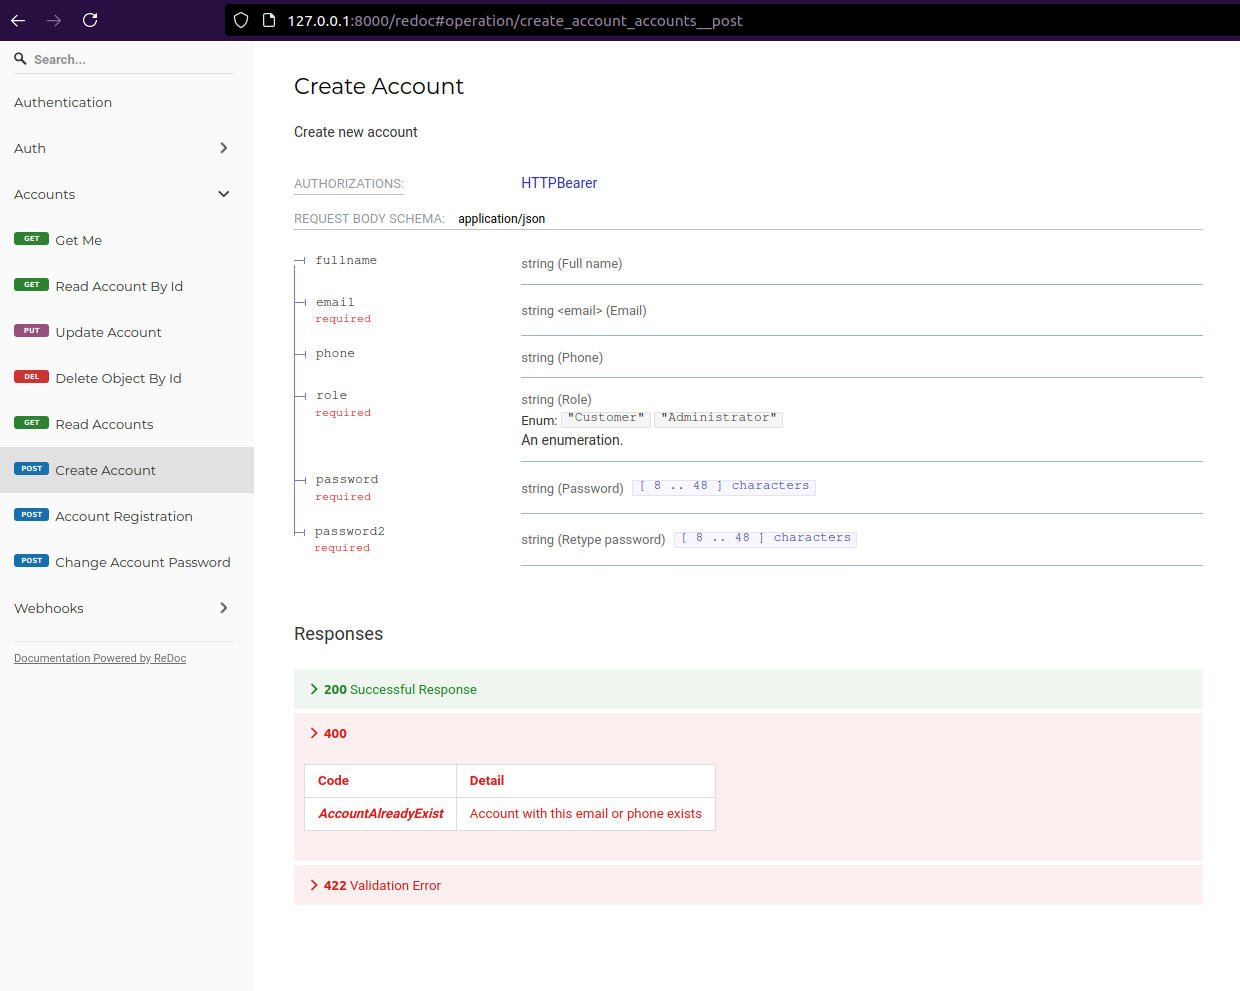 127.0.0.1:8000/redoc#operation/create_account_accounts__post
Search...
Authentication
Auth
Accounts
GET Get Me
GET Read Account By Id
PUT Update Account
DEL Delete Object By Id
GET Read Accounts
POST Create Account
POST Account Registration
POST Change Account Password
Webhooks
Documentation Powered by ReDoc
Create Account
Create new account
AUTHORIZATIONS: HTTPBearer
REQUEST BODY SCHEMA: application/json
fullname string (Full name)
email string <email> (Email)
required
phone string (Phone)
role string (Role)
required Enum: "Customer" "Administrator"
An enumeration.
password string (Password) [ 8 .. 48 ] characters
required
password2 string (Retype password) [ 8 .. 48 ] characters
required
Responses
200 Successful Response
400
Code Detail
AccountAlreadyExist Account with this email or phone exists
422 Validation Error